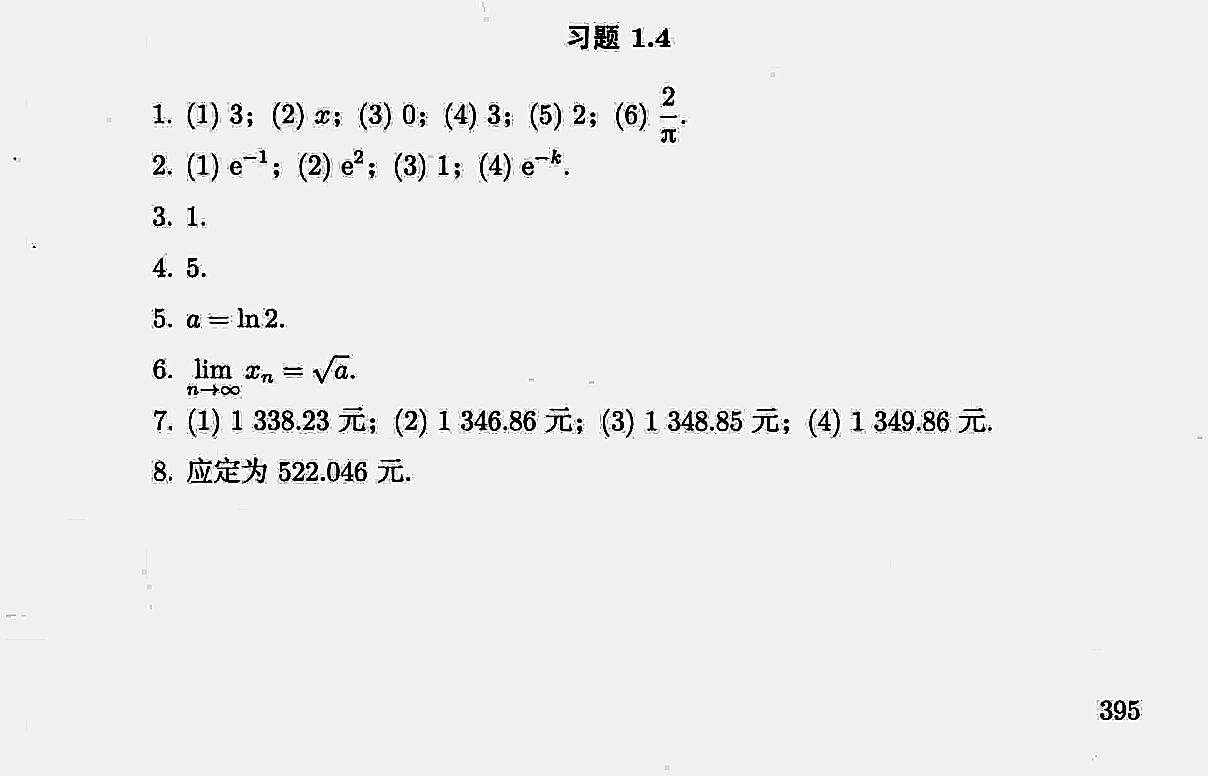 习题 1.4
1. (1) 3; (2) x; (3) 0; (4) 3; (5) 2; (6) 2/π.
2. (1) e⁻¹; (2) e²; (3) 1; (4) e⁻ᵏ.
3. 1.
4. 5.
5. a = ln 2.
6. lim n→∞ xₙ = √a.
7. (1) 1 338.23 元; (2) 1 346.86 元; (3) 1 348.85 元; (4) 1 349.86 元.
8. 应定为 522.046 元.
395